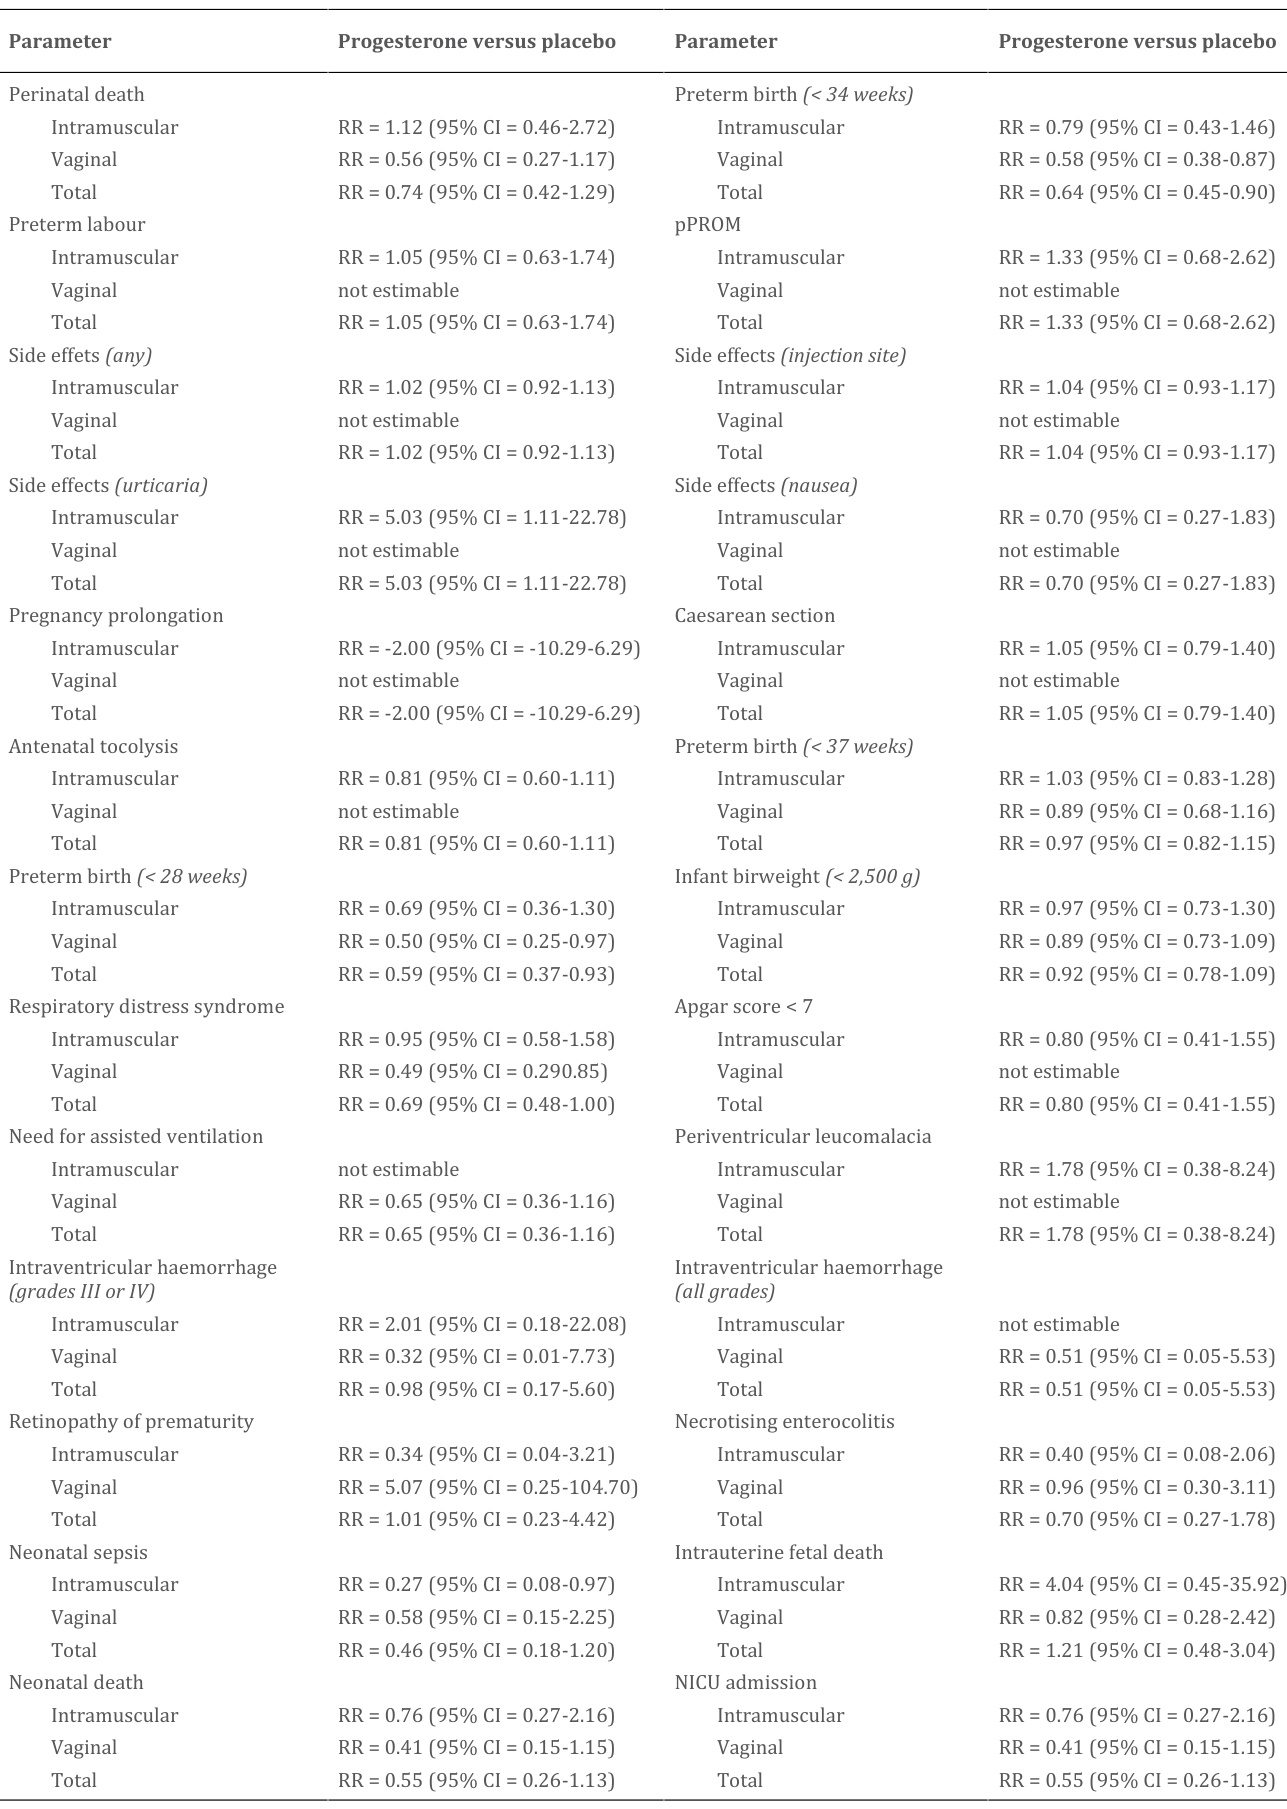 Parameter Progesterone versus placebo Parameter Progesterone versus placebo
Perinatal death Preterm birth (< 34 weeks)
Intramuscular RR = 1.12 (95% CI = 0.46-2.72) Intramuscular RR = 0.79 (95% CI = 0.43-1.46)
Vaginal RR = 0.56 (95% CI = 0.27-1.17) Vaginal RR = 0.58 (95% CI = 0.38-0.87)
Total RR = 0.74 (95% CI = 0.42-1.29) Total RR = 0.64 (95% CI = 0.45-0.90)
Preterm labour pPROM
Intramuscular RR = 1.05 (95% CI = 0.63-1.74) Intramuscular RR = 1.33 (95% CI = 0.68-2.62)
Vaginal not estimable Vaginal not estimable
Total RR = 1.05 (95% CI = 0.63-1.74) Total RR = 1.33 (95% CI = 0.68-2.62)
Side effets (any) Side effects (injection site)
Intramuscular RR = 1.02 (95% CI = 0.92-1.13) Intramuscular RR = 1.04 (95% CI = 0.93-1.17)
Vaginal not estimable Vaginal not estimable
Total RR = 1.02 (95% CI = 0.92-1.13) Total RR = 1.04 (95% CI = 0.93-1.17)
Side effects (urticaria) Side effects (nausea)
Intramuscular RR = 5.03 (95% CI = 1.11-22.78) Intramuscular RR = 0.70 (95% CI = 0.27-1.83)
Vaginal not estimable Vaginal not estimable
Total RR = 5.03 (95% CI = 1.11-22.78) Total RR = 0.70 (95% CI = 0.27-1.83)
Pregnancy prolongation Caesarean section
Intramuscular RR = -2.00 (95% CI = -10.29-6.29) Intramuscular RR = 1.05 (95% CI = 0.79-1.40)
Vaginal not estimable Vaginal not estimable
Total RR = -2.00 (95% CI = -10.29-6.29) Total RR = 1.05 (95% CI = 0.79-1.40)
Antenatal tocolysis Preterm birth (< 37 weeks)
Intramuscular RR = 0.81 (95% CI = 0.60-1.11) Intramuscular RR = 1.03 (95% CI = 0.83-1.28)
Vaginal not estimable Vaginal RR = 0.89 (95% CI = 0.68-1.16)
Total RR = 0.81 (95% CI = 0.60-1.11) Total RR = 0.97 (95% CI = 0.82-1.15)
Preterm birth (< 28 weeks) Infant birweight (< 2,500 g)
Intramuscular RR = 0.69 (95% CI = 0.36-1.30) Intramuscular RR = 0.97 (95% CI = 0.73-1.30)
Vaginal RR = 0.50 (95% CI = 0.25-0.97) Vaginal RR = 0.89 (95% CI = 0.73-1.09)
Total RR = 0.59 (95% CI = 0.37-0.93) Total RR = 0.92 (95% CI = 0.78-1.09)
Respiratory distress syndrome Apgar score < 7
Intramuscular RR = 0.95 (95% CI = 0.58-1.58) Intramuscular RR = 0.80 (95% CI = 0.41-1.55)
Vaginal RR = 0.49 (95% CI = 0.290.85) Vaginal not estimable
Total RR = 0.69 (95% CI = 0.48-1.00) Total RR = 0.80 (95% CI = 0.41-1.55)
Need for assisted ventilation Periventricular leucomalacia
Intramuscular not estimable Intramuscular RR = 1.78 (95% CI = 0.38-8.24)
Vaginal RR = 0.65 (95% CI = 0.36-1.16) Vaginal not estimable
Total RR = 0.65 (95% CI = 0.36-1.16) Total RR = 1.78 (95% CI = 0.38-8.24)
Intraventricular haemorrhage Intraventricular haemorrhage
(grades III or IV) (all grades)
Intramuscular RR = 2.01 (95% CI = 0.18-22.08) Intramuscular not estimable
Vaginal RR = 0.32 (95% CI = 0.01-7.73) Vaginal RR = 0.51 (95% CI = 0.05-5.53)
Total RR = 0.98 (95% CI = 0.17-5.60) Total RR = 0.51 (95% CI = 0.05-5.53)
Retinopathy of prematurity Necrotising enterocolitis
Intramuscular RR = 0.34 (95% CI = 0.04-3.21) Intramuscular RR = 0.40 (95% CI = 0.08-2.06)
Vaginal RR = 5.07 (95% CI = 0.25-104.70) Vaginal RR = 0.96 (95% CI = 0.30-3.11)
Total RR = 1.01 (95% CI = 0.23-4.42) Total RR = 0.70 (95% CI = 0.27-1.78)
Neonatal sepsis Intrauterine fetal death
Intramuscular RR = 0.27 (95% CI = 0.08-0.97) Intramuscular RR = 4.04 (95% CI = 0.45-35.92)
Vaginal RR = 0.58 (95% CI = 0.15-2.25) Vaginal RR = 0.82 (95% CI = 0.28-2.42)
Total RR = 0.46 (95% CI = 0.18-1.20) Total RR = 1.21 (95% CI = 0.48-3.04)
Neonatal death NICU admission
Intramuscular RR = 0.76 (95% CI = 0.27-2.16) Intramuscular RR = 0.76 (95% CI = 0.27-2.16)
Vaginal RR = 0.41 (95% CI = 0.15-1.15) Vaginal RR = 0.41 (95% CI = 0.15-1.15)
Total RR = 0.55 (95% CI = 0.26-1.13) Total RR = 0.55 (95% CI = 0.26-1.13)